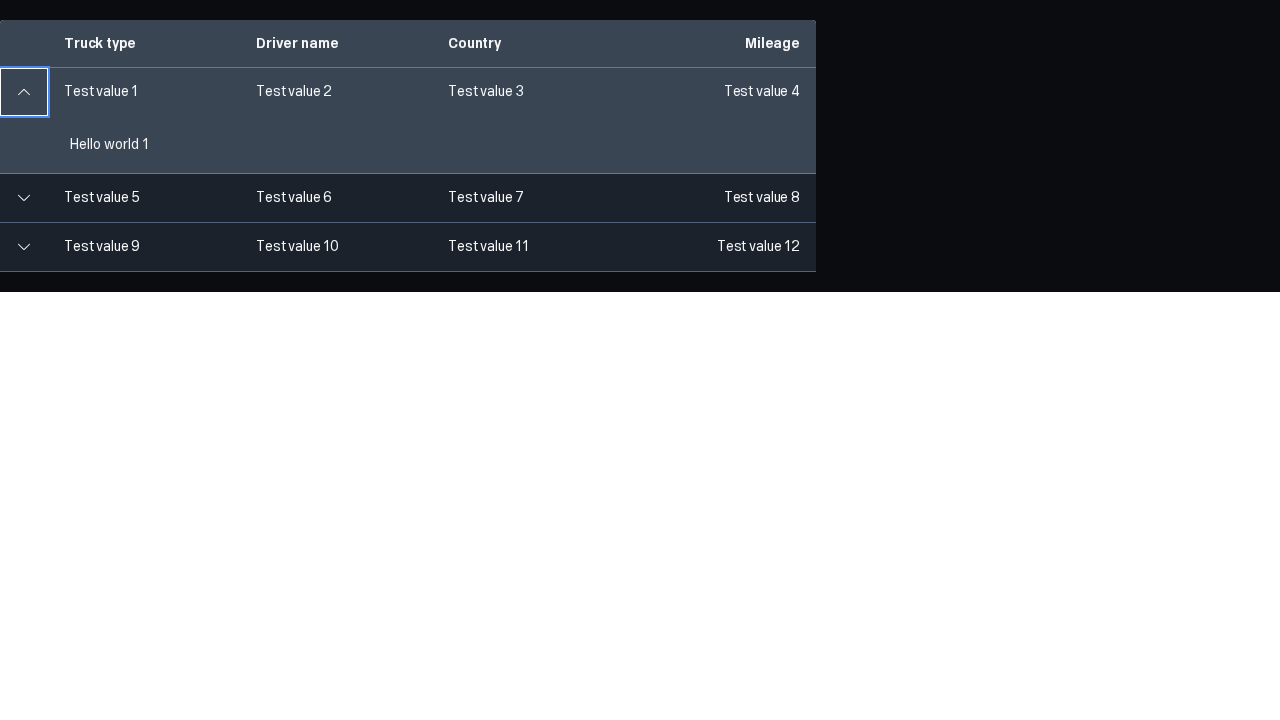 Truck type Driver name Country Mileage
Test value 1 Test value 2 Test value 3 Test value 4
Hello world 1
Test value 5 Test value 6 Test value 7 Test value 8
Test value 9 Test value 10 Test value 11 Test value 12